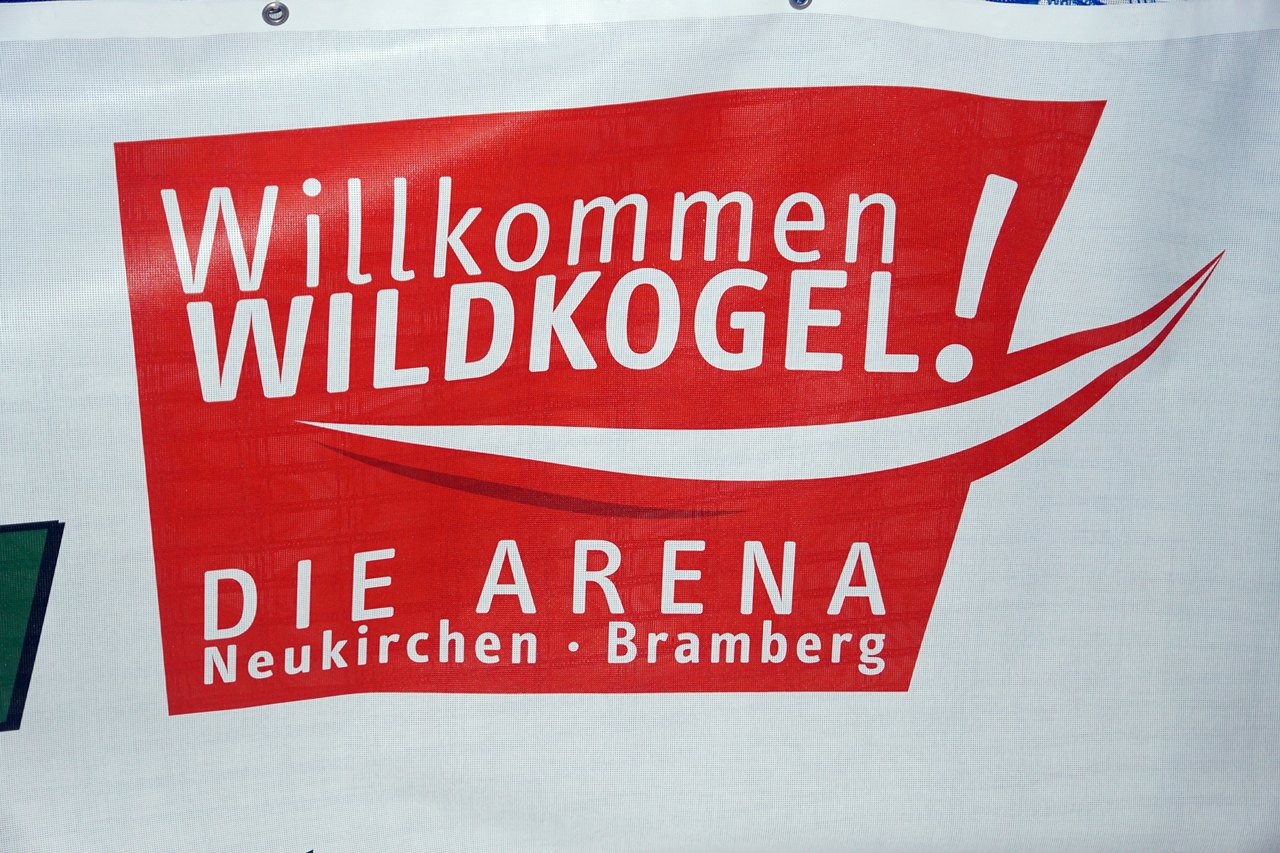 Willkommen
WILDKOGEL!
DIE ARENA
Neukirchen · Bramberg